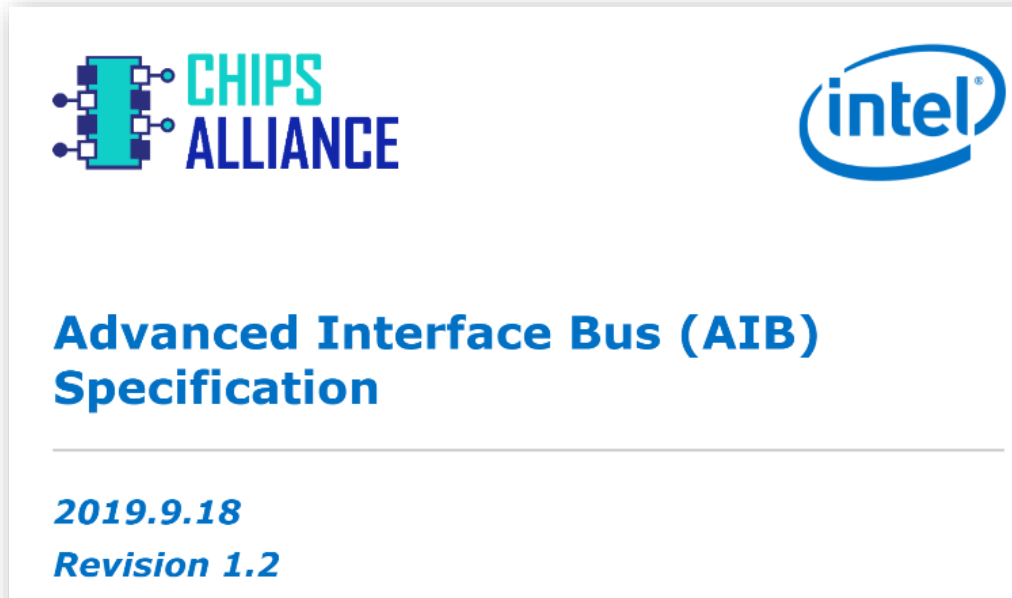 CHIPS
ALLIANCE
intel®
Advanced Interface Bus (AIB)
Specification
2019.9.18
Revision 1.2